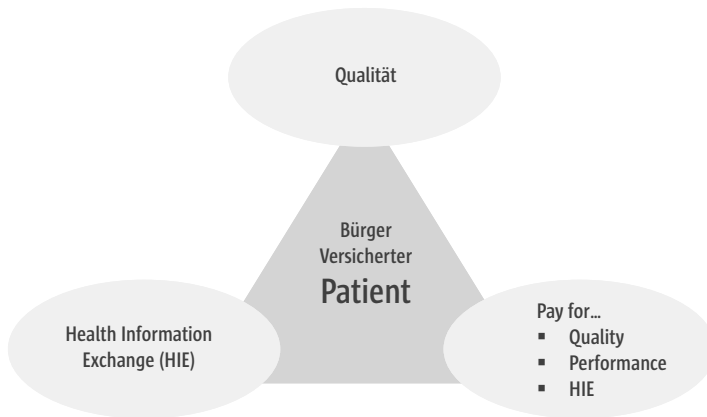 Qualität
Bürger
Versicherter
Patient
Health Information
Exchange (HIE)
Pay for...
▪ Quality
▪ Performance
▪ HIE